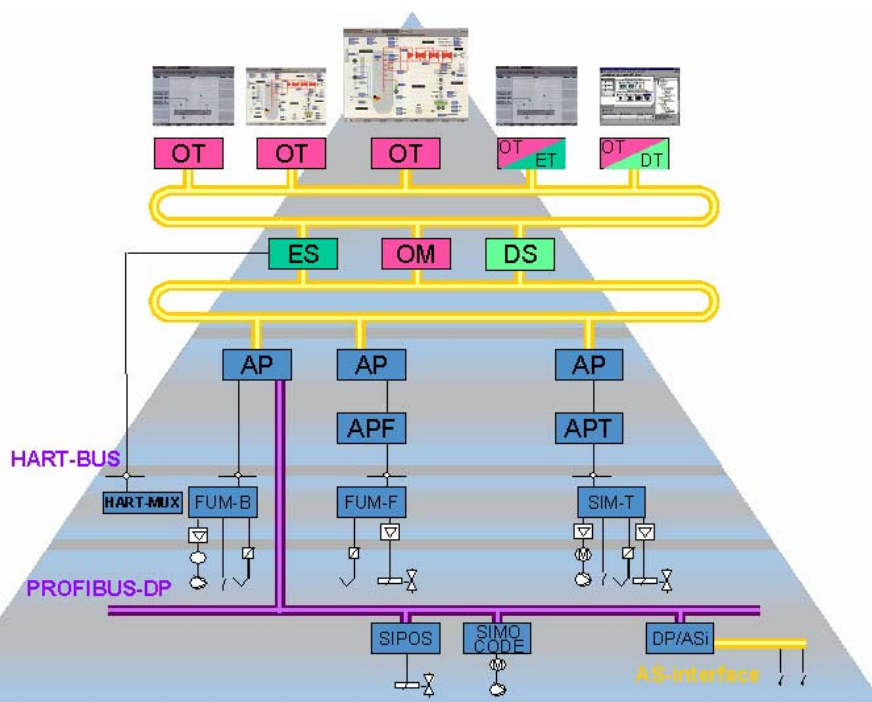 OT
OT
OT
OT
ET
OT
DT
ES
OM
DS
AP
AP
AP
APF
APT
HART-BUS
HART-MUX
FUM-B
FUM-F
SIM-T
M
PROFIBUS-DP
SIPOS
SIMO
CODE
DP/ASi
M
AS-interface